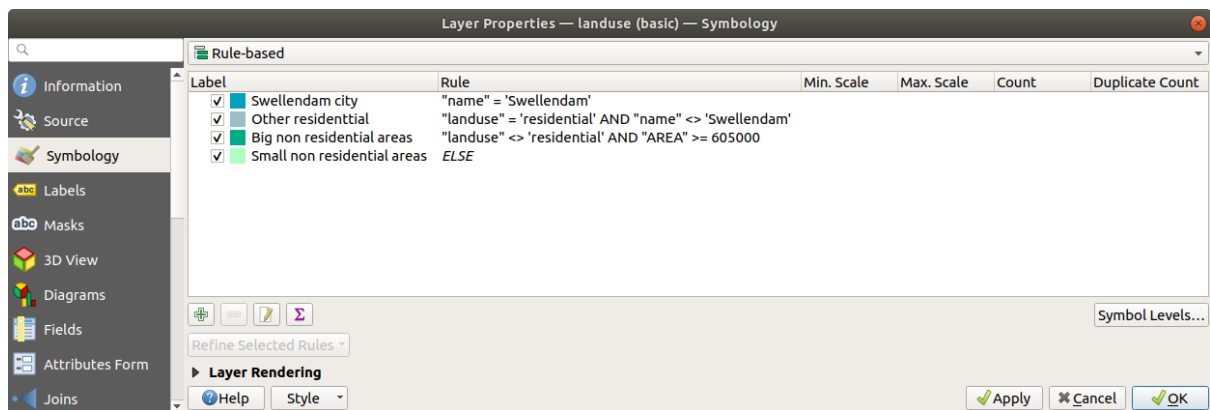 Layer Properties — landuse (basic) — Symbology
Information
Source
Symbology
abc Labels
abc Masks
3D View
Diagrams
Fields
Attributes Form
Joins
Rule-based
Label Rule Min. Scale Max. Scale Count Duplicate Count
Swellendam city "name" = 'Swellendam'
Other residenttial "landuse" = 'residential' AND "name" <> 'Swellendam'
Big non residential areas "landuse" <> 'residential' AND "AREA" >= 605000
Small non residential areas ELSE
Σ
Symbol Levels...
Refine Selected Rules
Layer Rendering
Help Style Apply Cancel OK